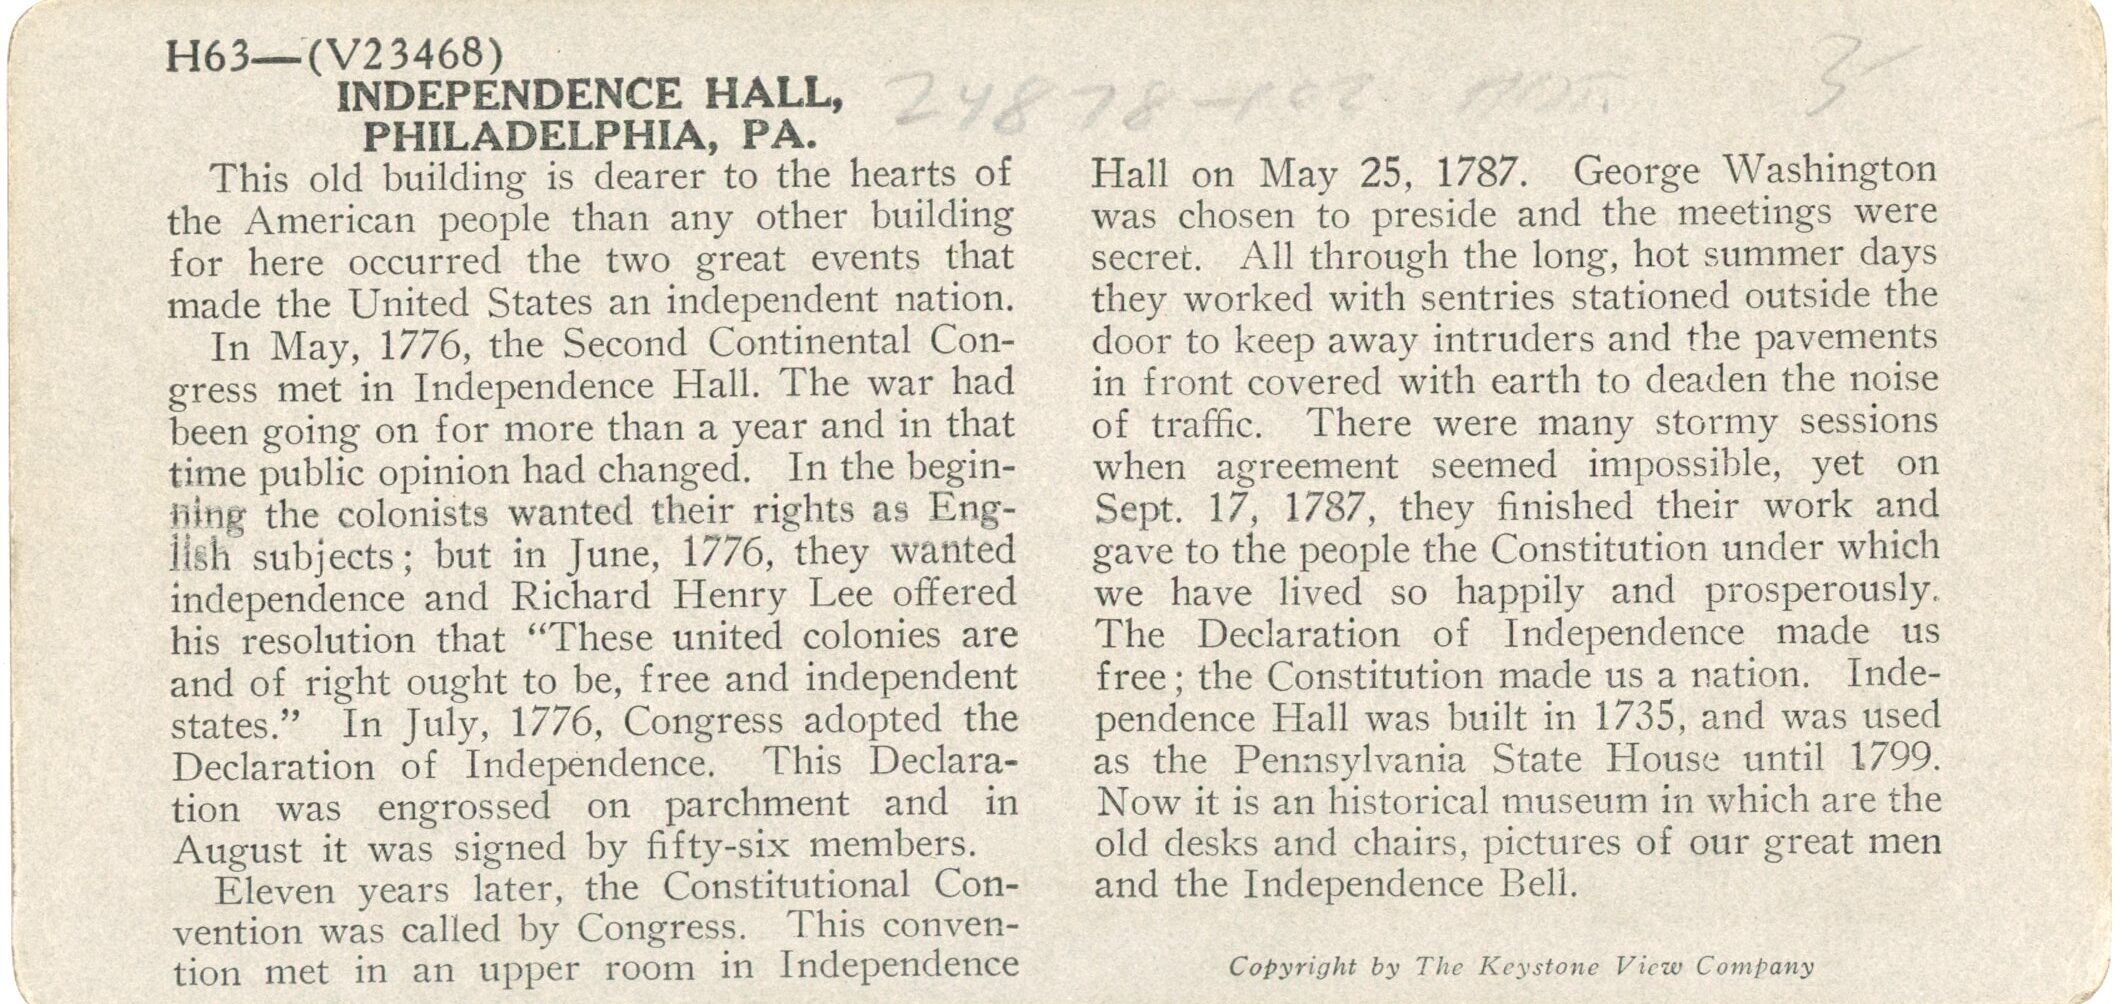 H63—(V23468)
INDEPENDENCE HALL,
PHILADELPHIA, PA.
24878
This old building is dearer to the hearts of
the American people than any other building
for here occurred the two great events that
made the United States an independent nation.
In May, 1776, the Second Continental Con-
gress met in Independence Hall. The war had
been going on for more than a year and in that
time public opinion had changed. In the begin-
ning the colonists wanted their rights as Eng-
lish subjects; but in June, 1776, they wanted
independence and Richard Henry Lee offered
his resolution that “These united colonies are
and of right ought to be, free and independent
states.” In July, 1776, Congress adopted the
Declaration of Independence. This Declara-
tion was engrossed on parchment and in
August it was signed by fifty-six members.
Eleven years later, the Constitutional Con-
vention was called by Congress. This conven-
tion met in an upper room in Independence
Hall on May 25, 1787. George Washington
was chosen to preside and the meetings were
secret. All through the long, hot summer days
they worked with sentries stationed outside the
door to keep away intruders and the pavements
in front covered with earth to deaden the noise
of traffic. There were many stormy sessions
when agreement seemed impossible, yet on
Sept. 17, 1787, they finished their work and
gave to the people the Constitution under which
we have lived so happily and prosperously.
The Declaration of Independence made us
free; the Constitution made us a nation. Inde-
pendence Hall was built in 1735, and was used
as the Pennsylvania State House until 1799.
Now it is an historical museum in which are the
old desks and chairs, pictures of our great men
and the Independence Bell.
Copyright by The Keystone View Company